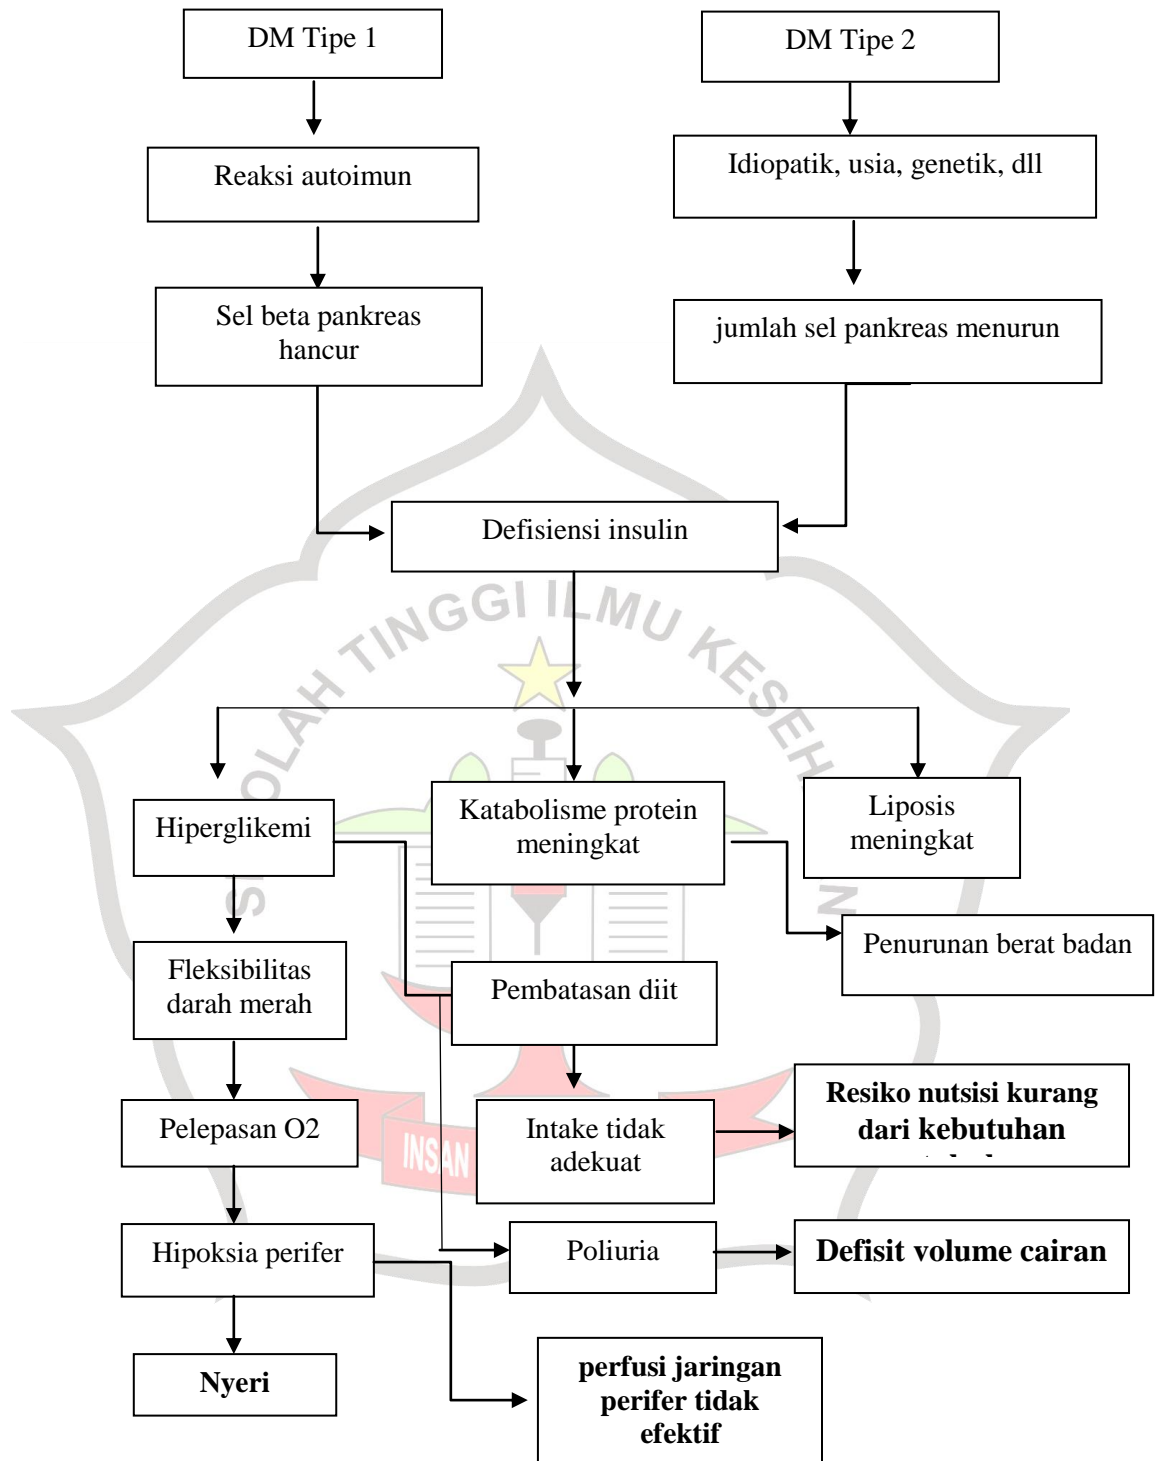 DM Tipe 1
DM Tipe 2
Reaksi autoimun
Idiopatik, usia, genetik, dll
Sel beta pankreas
hancur
jumlah sel pankreas menurun
Defisiensi insulin
SEKOLAH TINGGI ILMU KESEHATAN
Hiperglikemi
Katabolisme protein
meningkat
Liposis
meningkat
Penurunan berat badan
Fleksibilitas
darah merah
Pembatasan diit
Pelepasan O2
Intake tidak
adekuat
Resiko nutsisi kurang
dari kebutuhan
INSAN
Hipoksia perifer
Poliuria
Defisit volume cairan
Nyeri
perfusi jaringan
perifer tidak
efektif